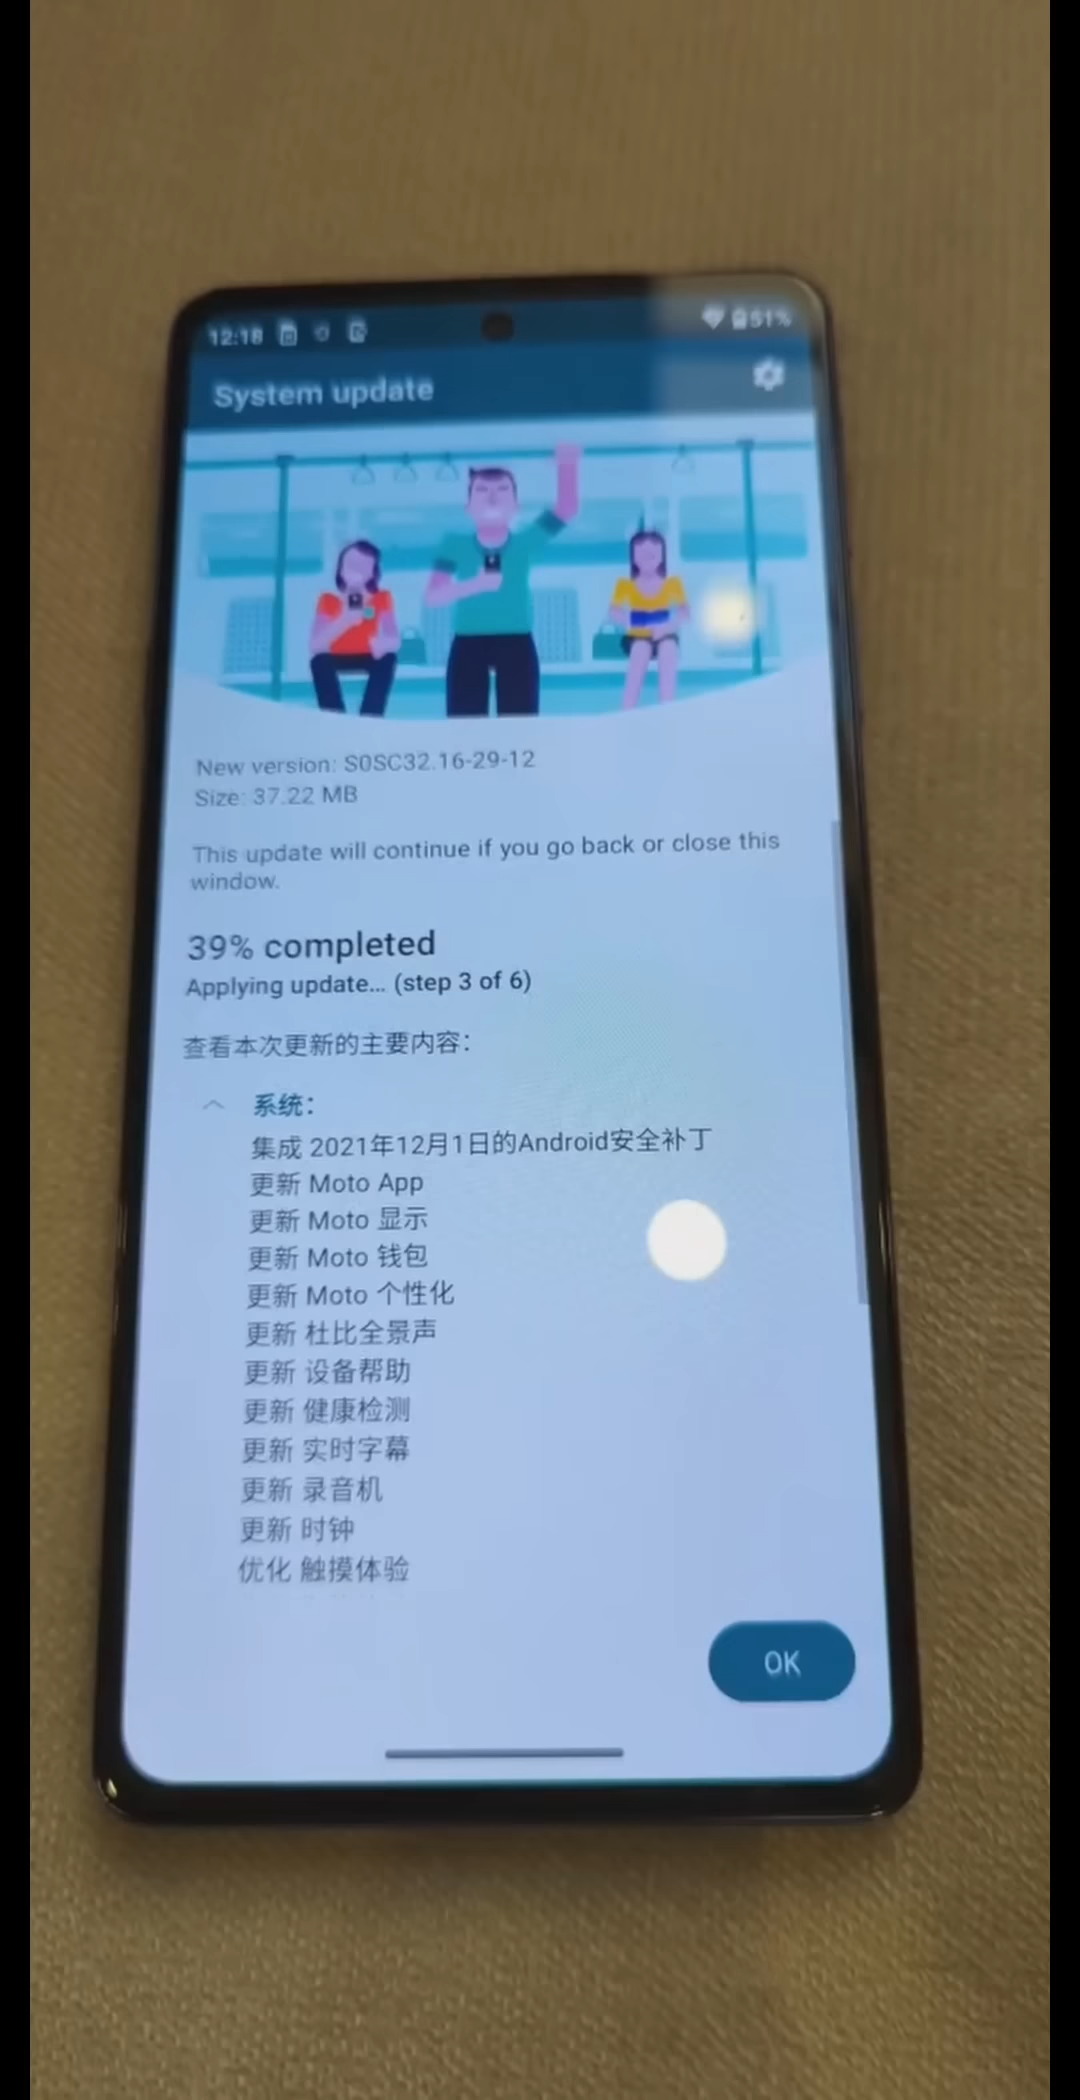 12:18
51%
System update
New version: S0SC32.16-29-12
Size: 37.22 MB
This update will continue if you go back or close this
window.
39% completed
Applying update... (step 3 of 6)
查看本次更新的主要内容：
系统：
集成 2021年12月1日的Android安全补丁
更新 Moto App
更新 Moto 显示
更新 Moto 钱包
更新 Moto 个性化
更新 杜比全景声
更新 设备帮助
更新 健康检测
更新 实时字幕
更新 录音机
更新 时钟
优化 触摸体验
OK